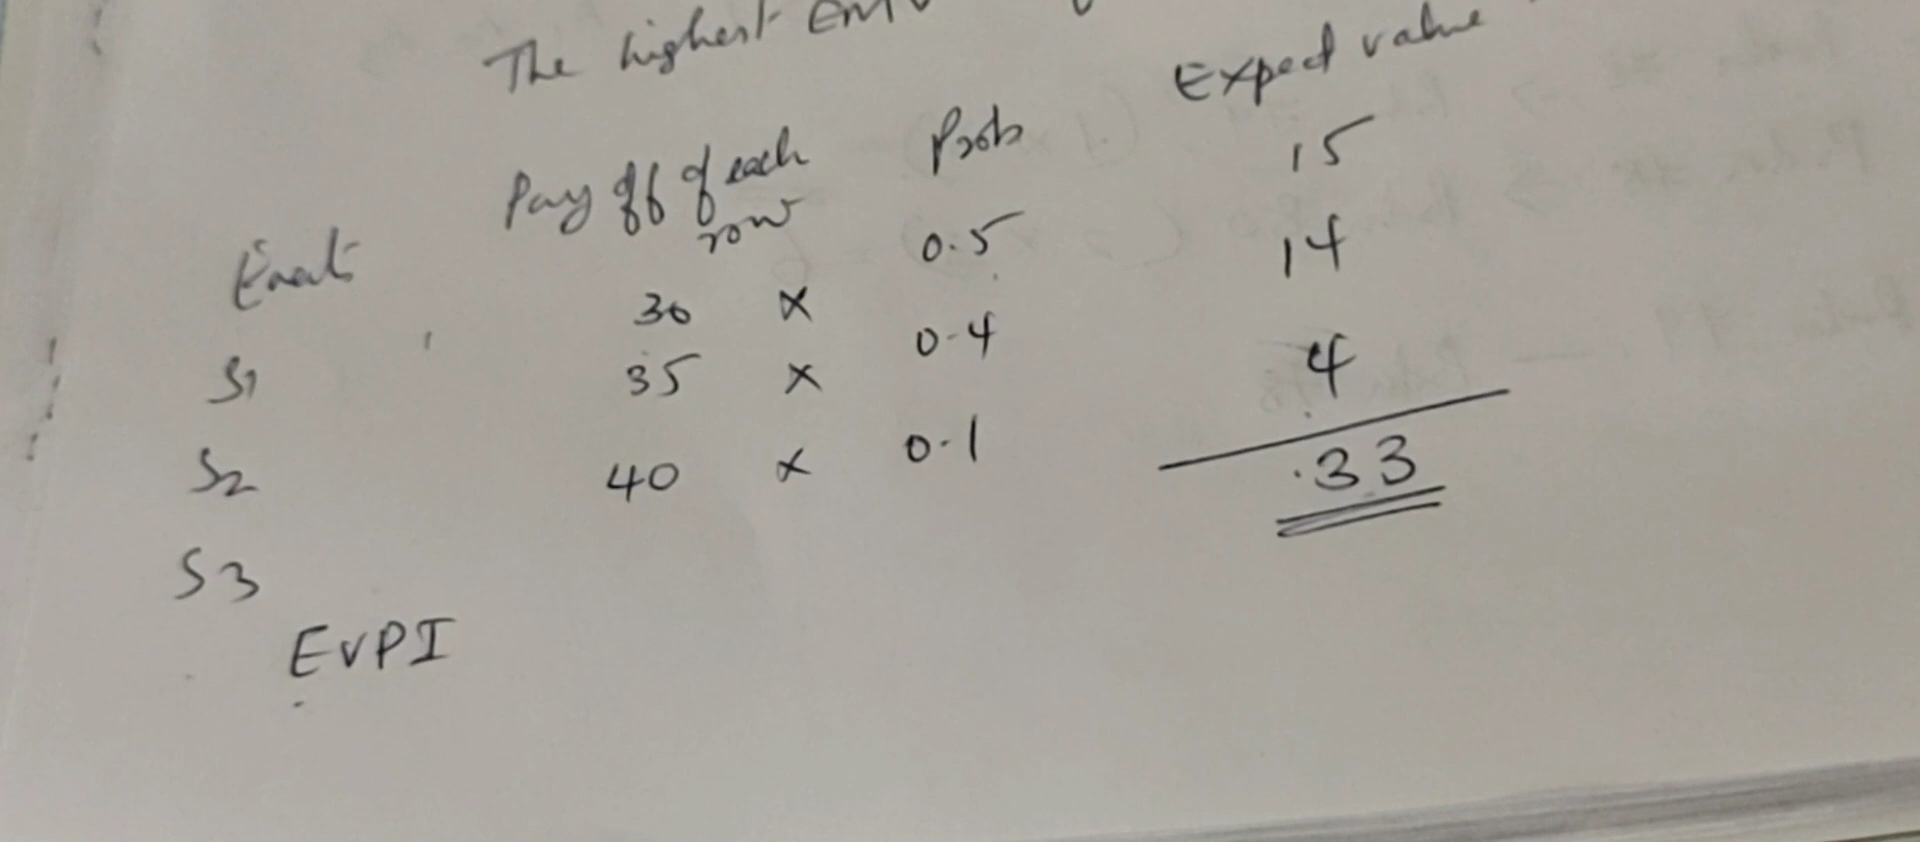 The highest EMV
Event Pay off of each row Prob Expect value
S1 30 x 0.5 15
S2 35 x 0.4 14
S3 40 x 0.1 4
33
EVPI